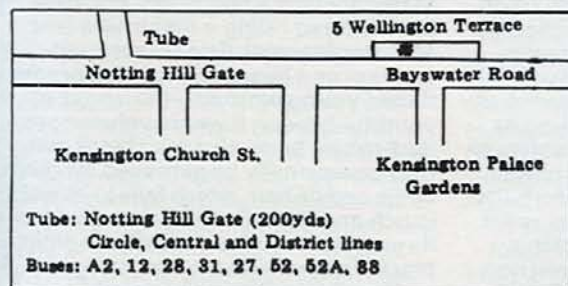 Tube
5 Wellington Terrace
Notting Hill Gate
Bayswater Road
Kensington Church St.
Kensington Palace
Gardens
Tube: Notting Hill Gate (200yds)
Circle, Central and District lines
Buses: A2, 12, 28, 31, 27, 52, 52A, 88